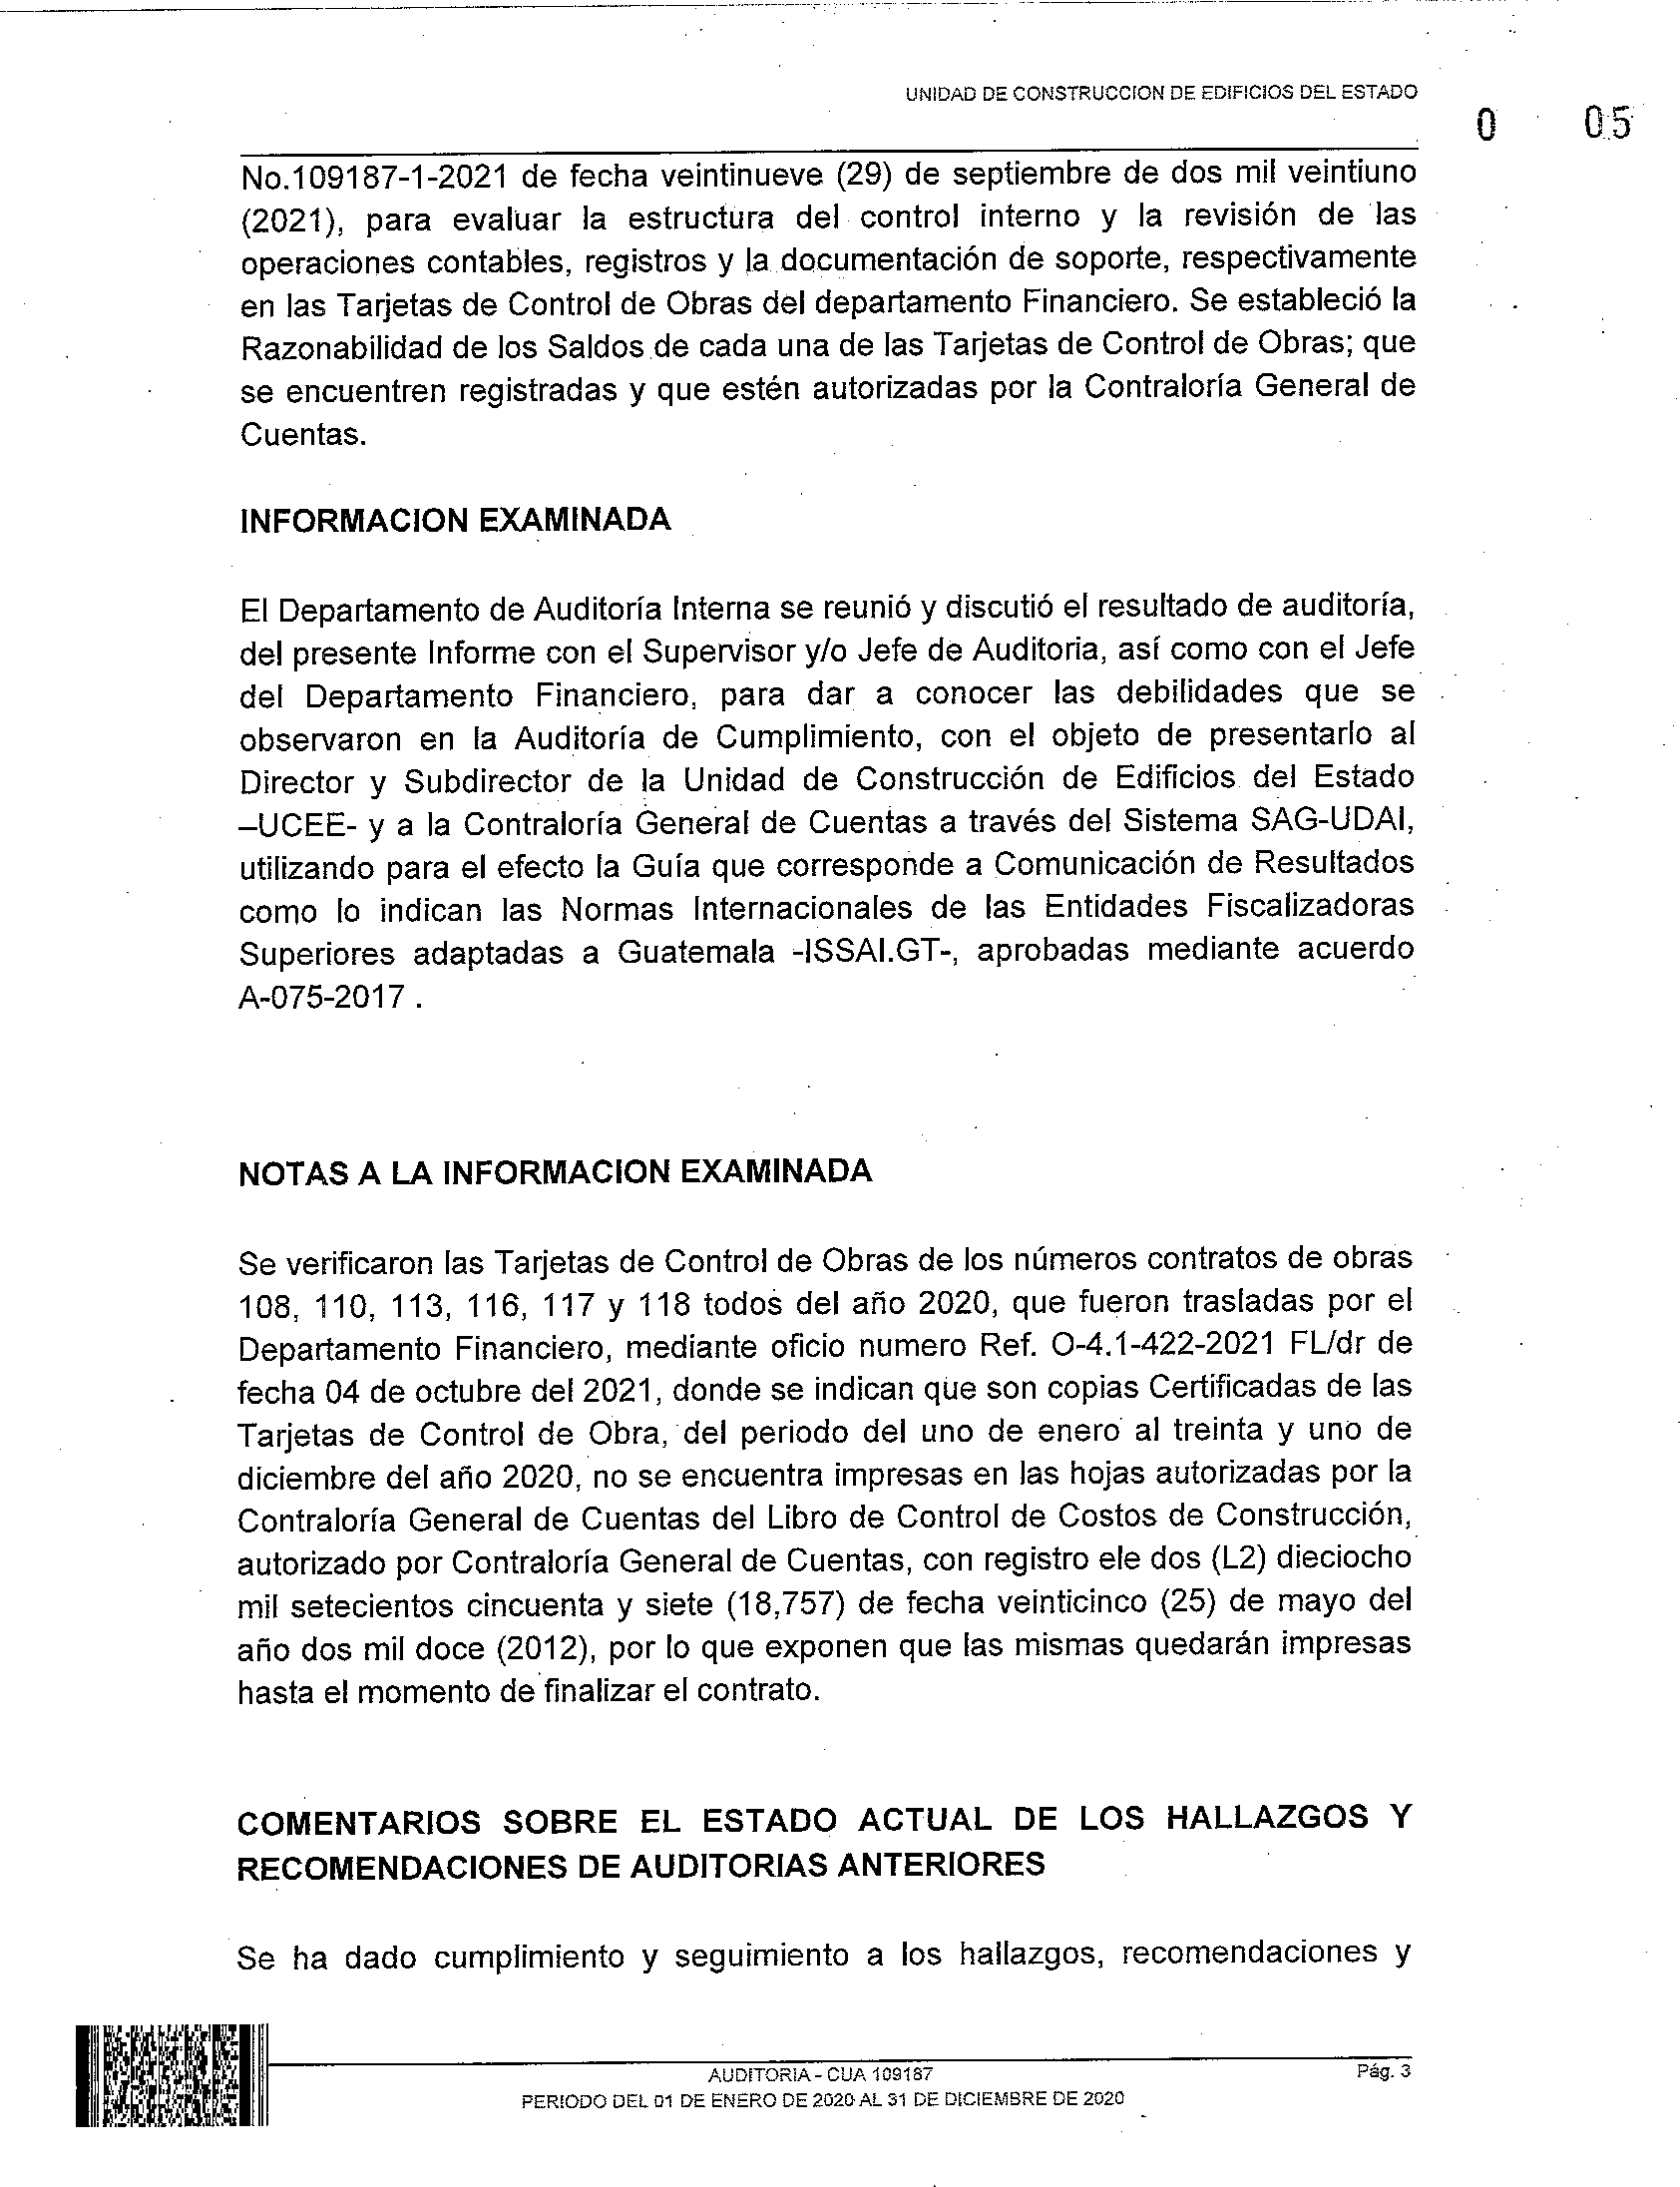 UNIDAD DE CONSTRUCCION DE EDIFICIOS DEL ESTADO
0 05
No.109187-1-2021 de fecha veintinueve (29) de septiembre de dos mil veintiuno
(2021), para evaluar la estructura del control interno y la revisión de las
operaciones contables, registros y la documentación de soporte, respectivamente
en las Tarjetas de Control de Obras del departamento Financiero. Se estableció la
Razonabilidad de los Saldos de cada una de las Tarjetas de Control de Obras; que
se encuentren registradas y que estén autorizadas por la Contraloría General de
Cuentas.
INFORMACION EXAMINADA
El Departamento de Auditoría Interna se reunió y discutió el resultado de auditoría,
del presente Informe con el Supervisor y/o Jefe de Auditoria, así como con el Jefe
del Departamento Financiero, para dar a conocer las debilidades que se
observaron en la Auditoría de Cumplimiento, con el objeto de presentarlo al
Director y Subdirector de la Unidad de Construcción de Edificios del Estado
–UCEE- y a la Contraloría General de Cuentas a través del Sistema SAG-UDAI,
utilizando para el efecto la Guía que corresponde a Comunicación de Resultados
como lo indican las Normas Internacionales de las Entidades Fiscalizadoras
Superiores adaptadas a Guatemala -ISSAI.GT-, aprobadas mediante acuerdo
A-075-2017 .
NOTAS A LA INFORMACION EXAMINADA
Se verificaron las Tarjetas de Control de Obras de los números contratos de obras
108, 110, 113, 116, 117 y 118 todos del año 2020, que fueron trasladas por el
Departamento Financiero, mediante oficio numero Ref. O-4.1-422-2021 FL/dr de
fecha 04 de octubre del 2021, donde se indican que son copias Certificadas de las
Tarjetas de Control de Obra, del periodo del uno de enero al treinta y uno de
diciembre del año 2020, no se encuentra impresas en las hojas autorizadas por la
Contraloría General de Cuentas del Libro de Control de Costos de Construcción,
autorizado por Contraloría General de Cuentas, con registro ele dos (L2) dieciocho
mil setecientos cincuenta y siete (18,757) de fecha veinticinco (25) de mayo del
año dos mil doce (2012), por lo que exponen que las mismas quedarán impresas
hasta el momento de finalizar el contrato.
COMENTARIOS SOBRE EL ESTADO ACTUAL DE LOS HALLAZGOS Y
RECOMENDACIONES DE AUDITORIAS ANTERIORES
Se ha dado cumplimiento y seguimiento a los hallazgos, recomendaciones y
AUDITORIA - CUA 109187
Pág. 3
PERIODO DEL 01 DE ENERO DE 2020 AL 31 DE DICIEMBRE DE 2020